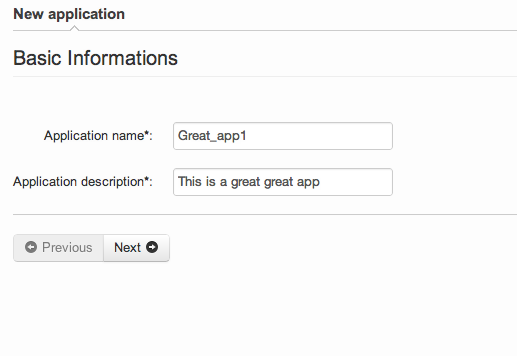 New application
Basic Informations
Application name*: Great_app1
Application description*: This is a great great app
Previous Next